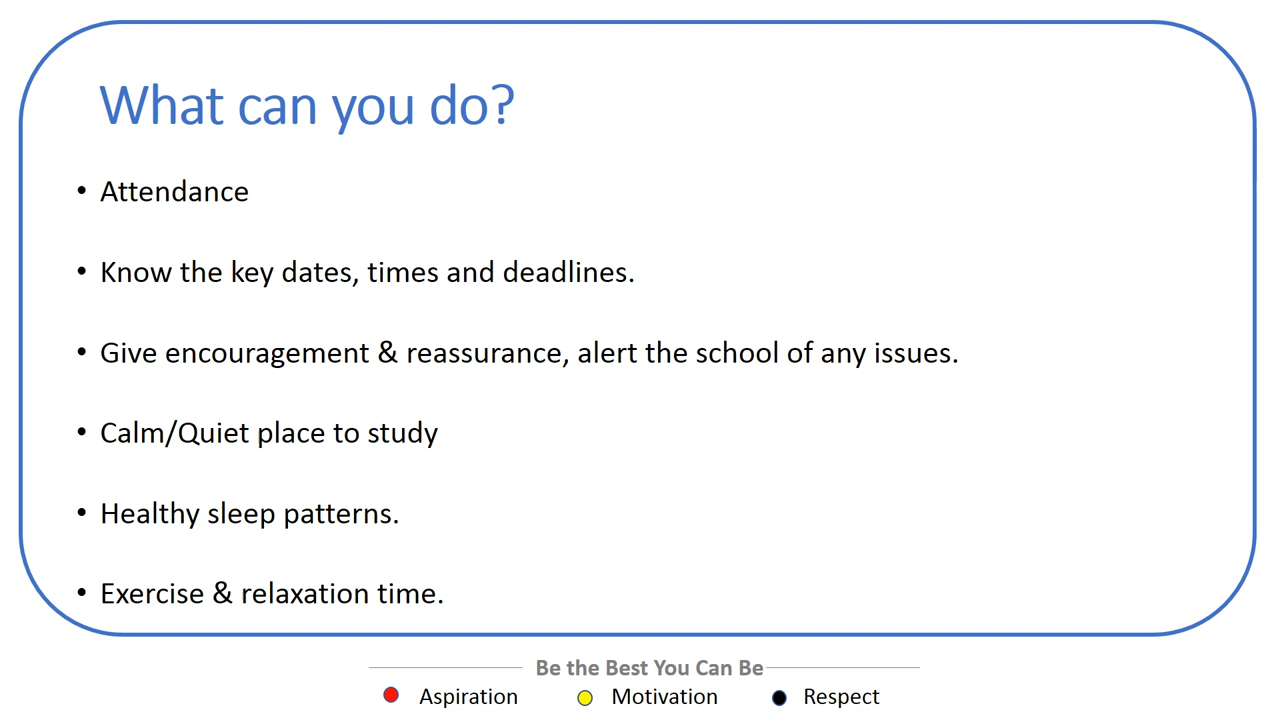 What can you do?
• Attendance
• Know the key dates, times and deadlines.
• Give encouragement & reassurance, alert the school of any issues.
• Calm/Quiet place to study
• Healthy sleep patterns.
• Exercise & relaxation time.
Be the Best You Can Be
Aspiration Motivation Respect